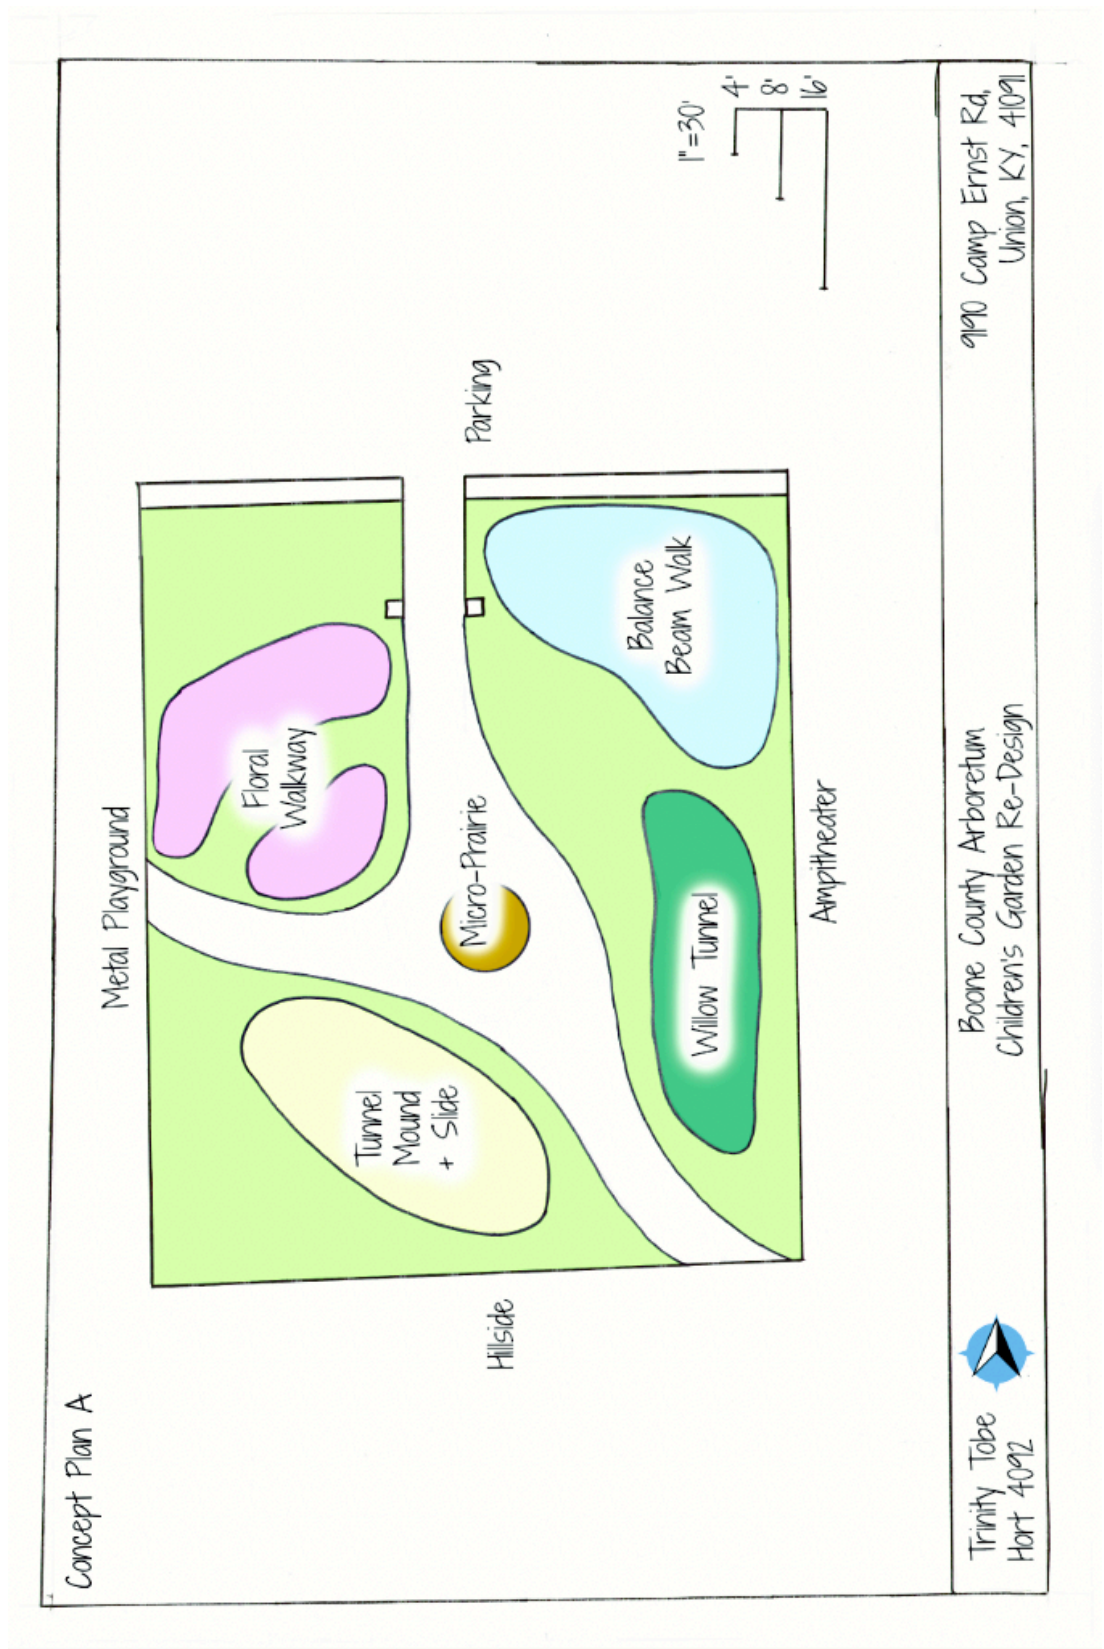 Concept Plan A
1"=30'
4'
8'
16'
Metal Playground
Floral
Walkway
Parking
Micro-Prairie
Tunnel
Mound
+ Slide
Balance
Beam Walk
Willow Tunnel
Hillside
Ampitheater
Trinity Tobe
Hort 4092
Boone County Arboretum
Children's Garden Re-Design
9190 Camp Ernst Rd,
Union, KY, 41091